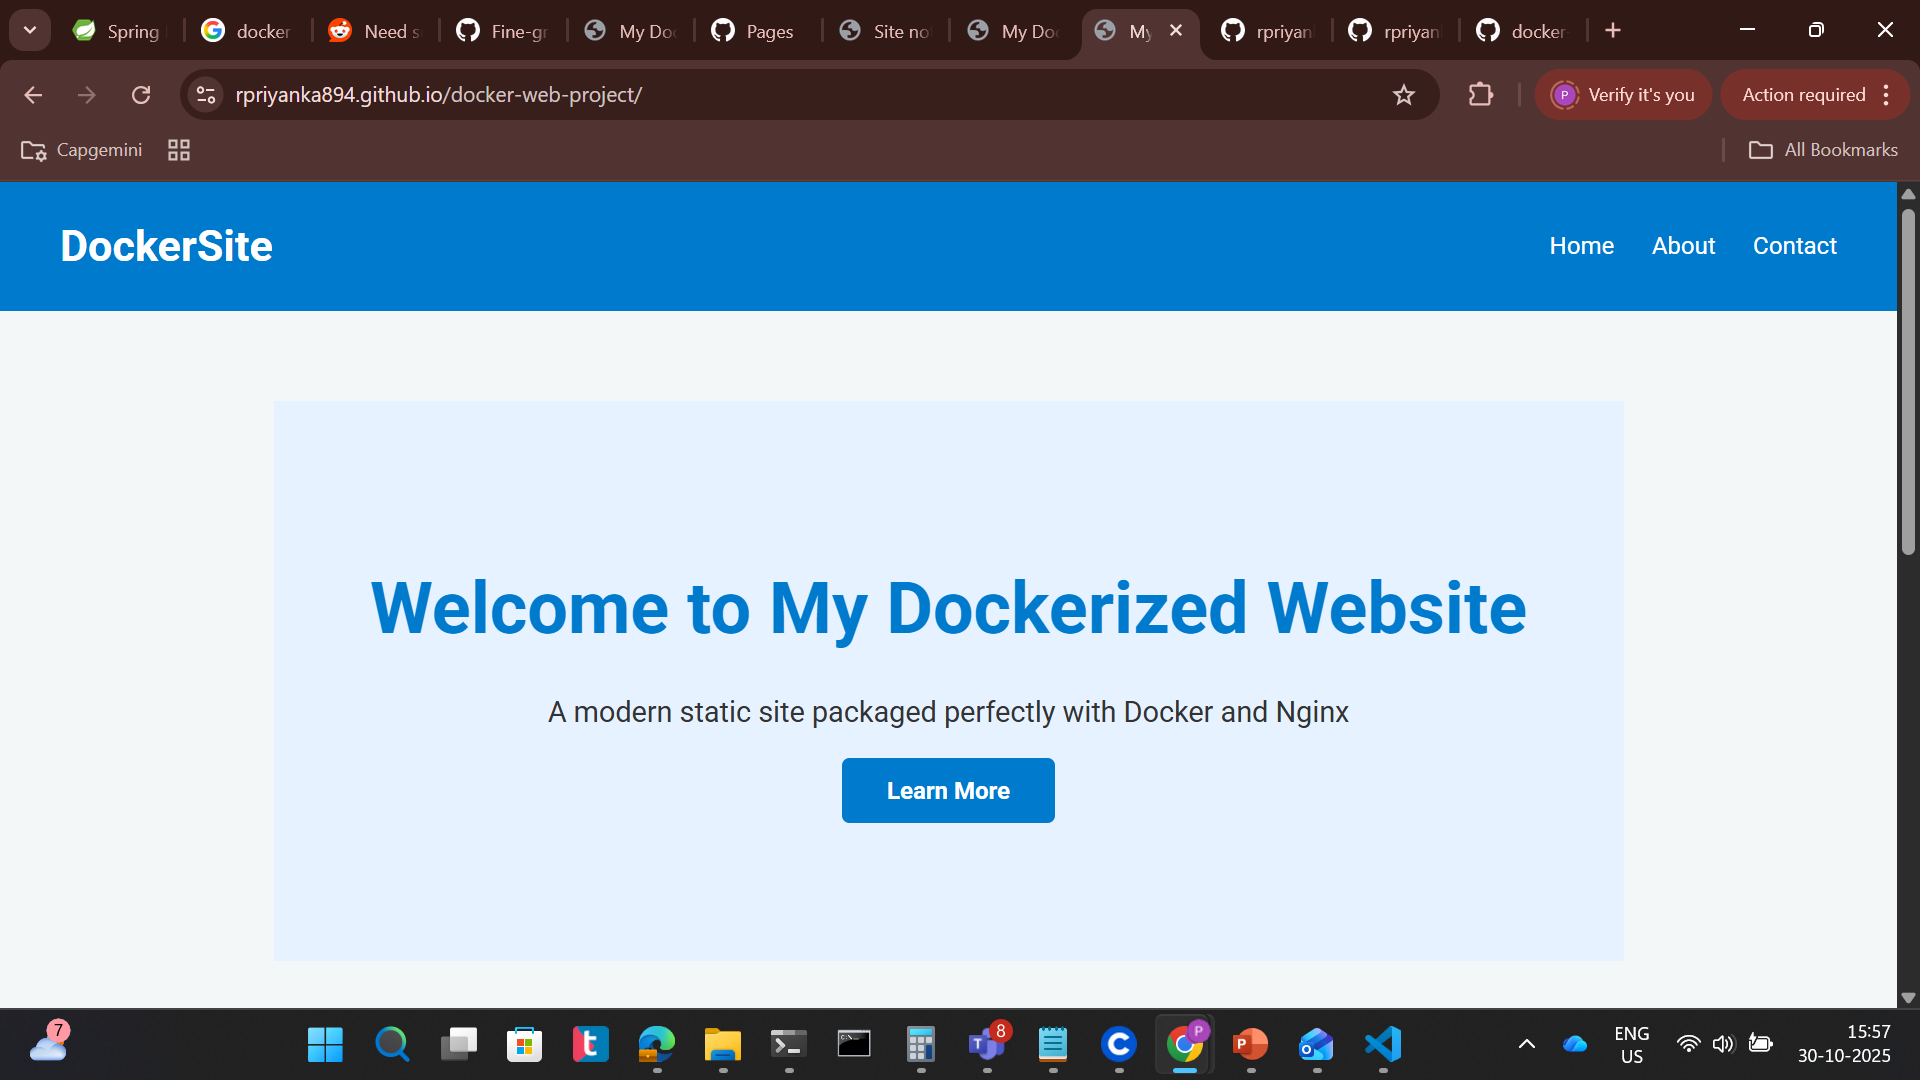 Spring
docker
Need s
Fine-gr
My Doc
Pages
Site no
My Doc
My
rpriyan
rpriyan
docker-
rpriyanka894.github.io/docker-web-project/
P
Verify it's you
Action required
Capgemini
All Bookmarks
DockerSite
Home
About
Contact
Welcome to My Dockerized Website
A modern static site packaged perfectly with Docker and Nginx
Learn More
7
8
P
ENG
US
15:57
30-10-2025